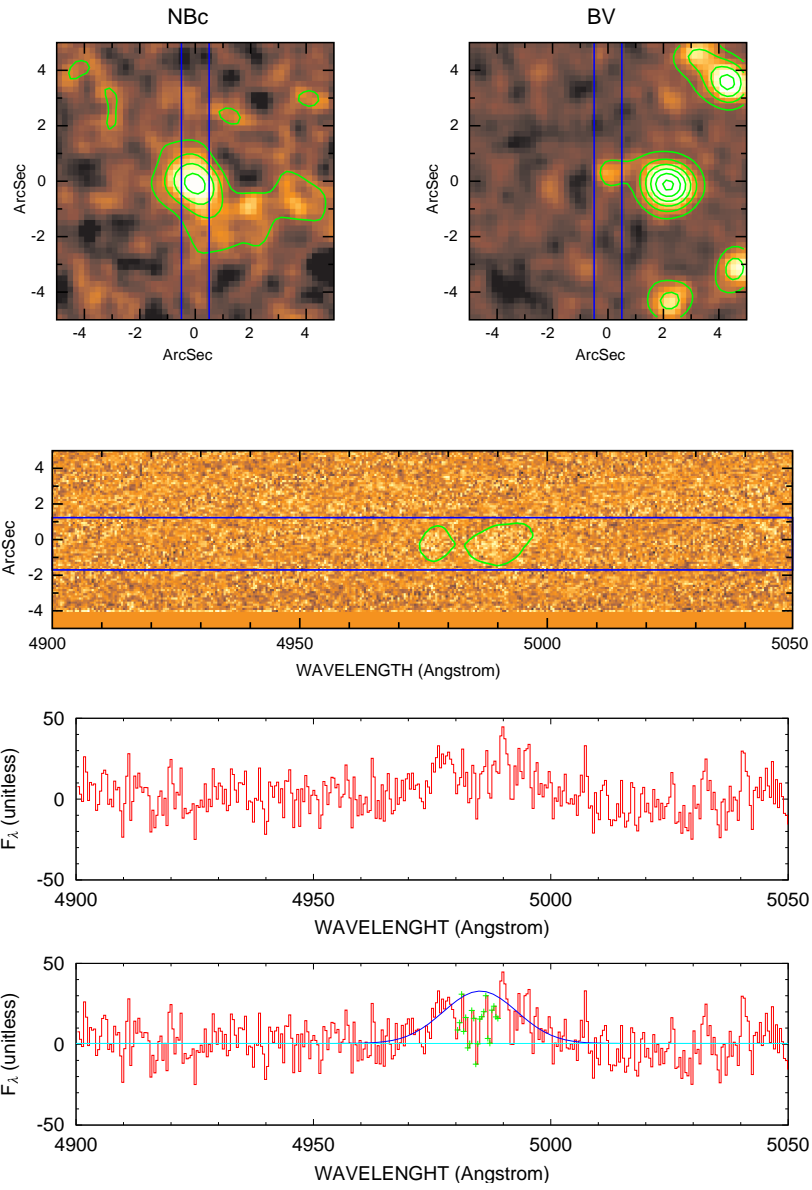 NBc
BV
4
2
0
-2
-4
ArcSec
-4 -2 0 2 4
ArcSec
4
2
0
-2
-4
ArcSec
-4 -2 0 2 4
ArcSec
4
2
0
-2
-4
ArcSec
4900 4950 5000 5050
WAVELENGTH (Angstrom)
50
0
-50
Fλ (unitless)
4900 4950 5000 5050
WAVELENGHT (Angstrom)
50
0
-50
Fλ (unitless)
4900 4950 5000 5050
WAVELENGHT (Angstrom)